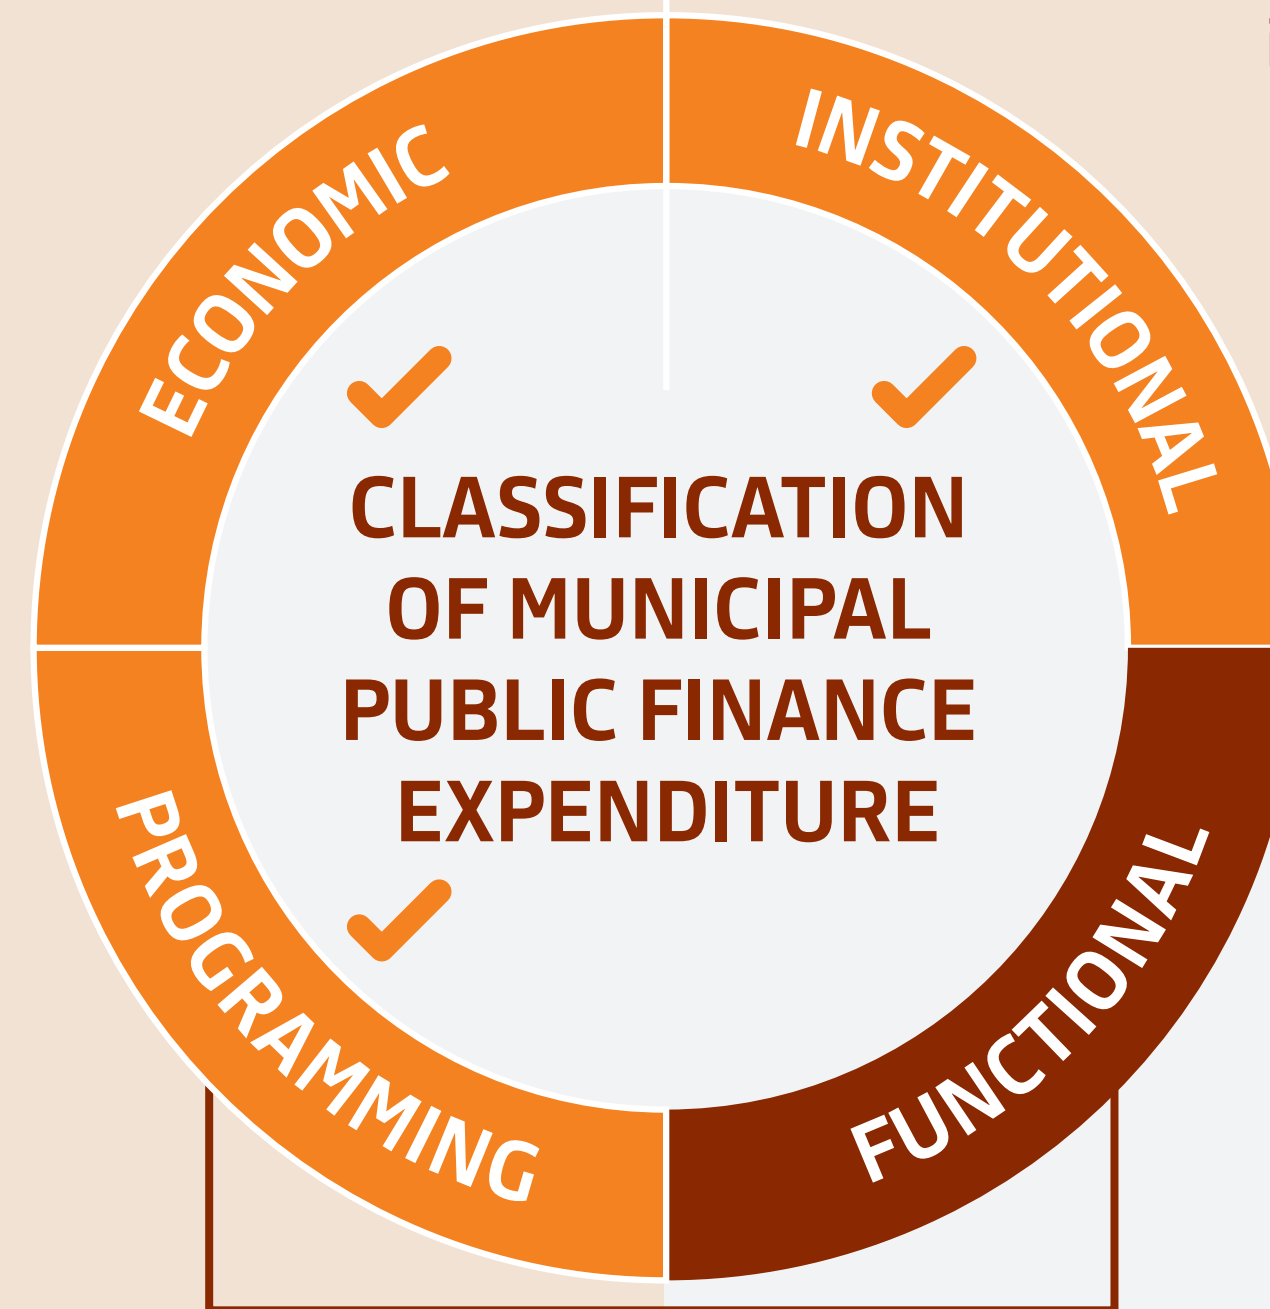 ECONOMIC
INSTITUTIONAL
CLASSIFICATION
OF MUNICIPAL
PUBLIC FINANCE
EXPENDITURE
PROGRAMMING
FUNCTIONAL